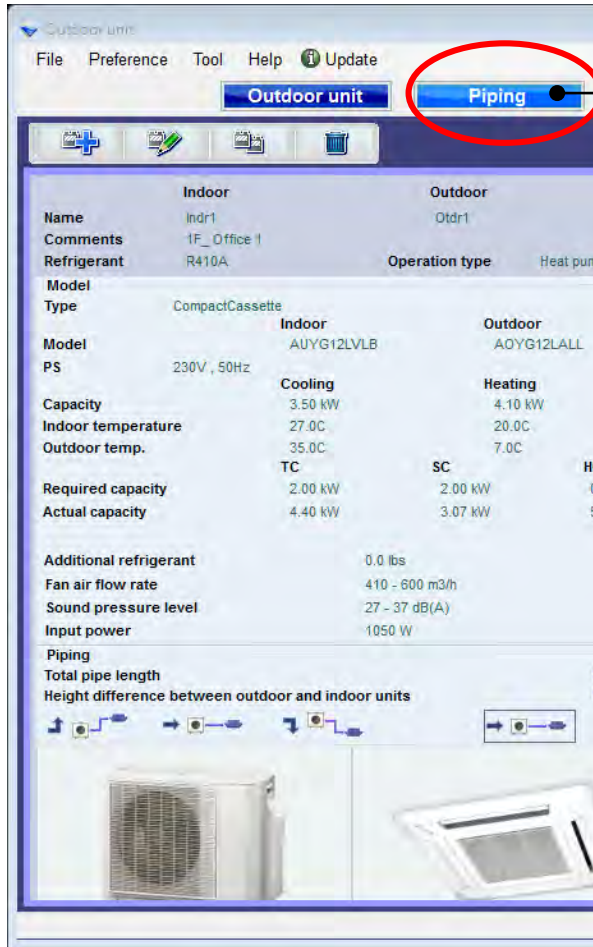 Outdoor unit
File Preference Tool Help Update
Outdoor unit Piping
Indoor Outdoor
Name Indr1 Otdr1
Comments 1F_ Office 1
Refrigerant R410A Operation type Heat pum
Model
Type CompactCassette
Indoor Outdoor
Model AUYG12LVLB AOYG12LALL
PS 230V , 50Hz
Cooling Heating
Capacity 3.50 kW 4.10 kW
Indoor temperature 27.0C 20.0C
Outdoor temp. 35.0C 7.0C
TC SC
Required capacity 2.00 kW 2.00 kW
Actual capacity 4.40 kW 3.07 kW
Additional refrigerant 0.0 lbs
Fan air flow rate 410 - 600 m3/h
Sound pressure level 27 - 37 dB(A)
Input power 1050 W
Piping
Total pipe length
Height difference between outdoor and indoor units